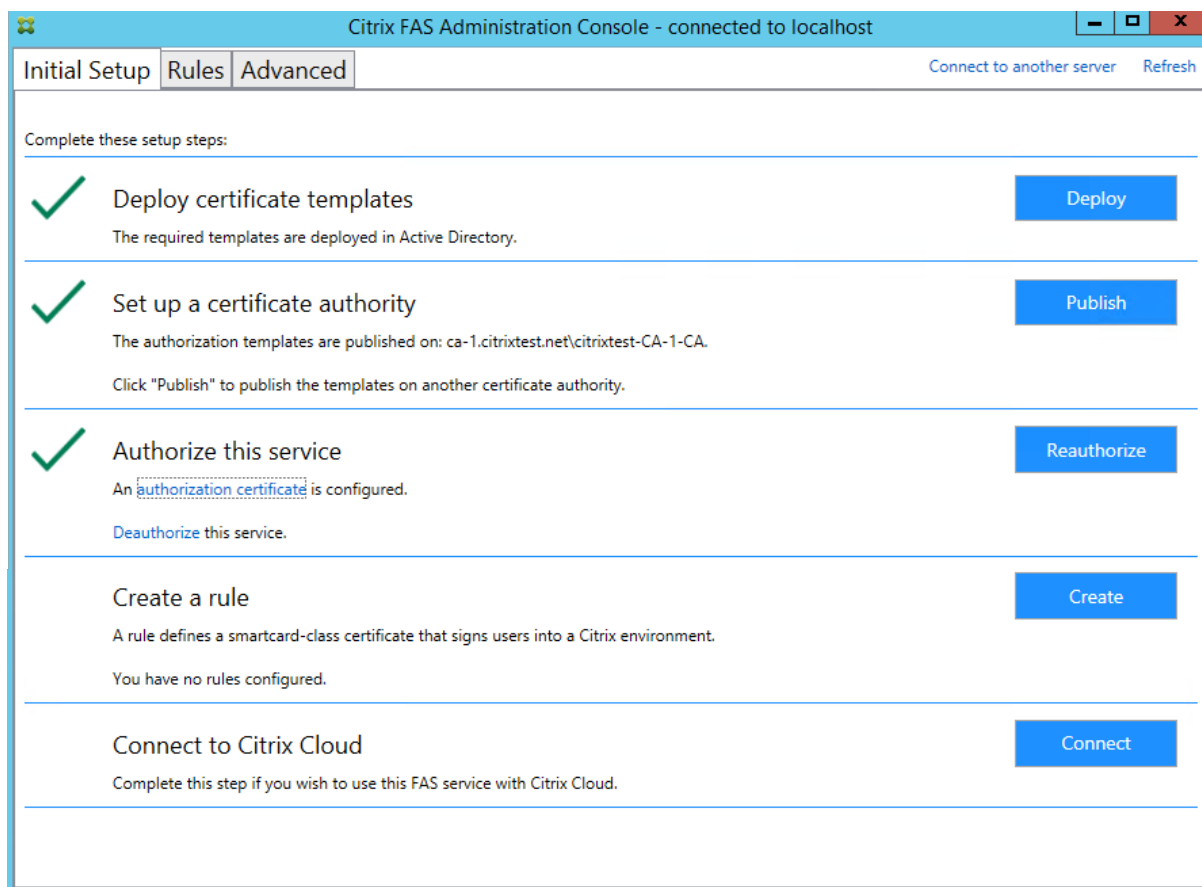 Citrix FAS Administration Console - connected to localhost
Initial Setup Rules Advanced Connect to another server Refresh
Complete these setup steps:
Deploy certificate templates Deploy
The required templates are deployed in Active Directory.
Set up a certificate authority Publish
The authorization templates are published on: ca-1.citrixtest.net\citrixtest-CA-1-CA.
Click "Publish" to publish the templates on another certificate authority.
Authorize this service Reauthorize
An authorization certificate is configured.
Deauthorize this service.
Create a rule Create
A rule defines a smartcard-class certificate that signs users into a Citrix environment.
You have no rules configured.
Connect to Citrix Cloud Connect
Complete this step if you wish to use this FAS service with Citrix Cloud.